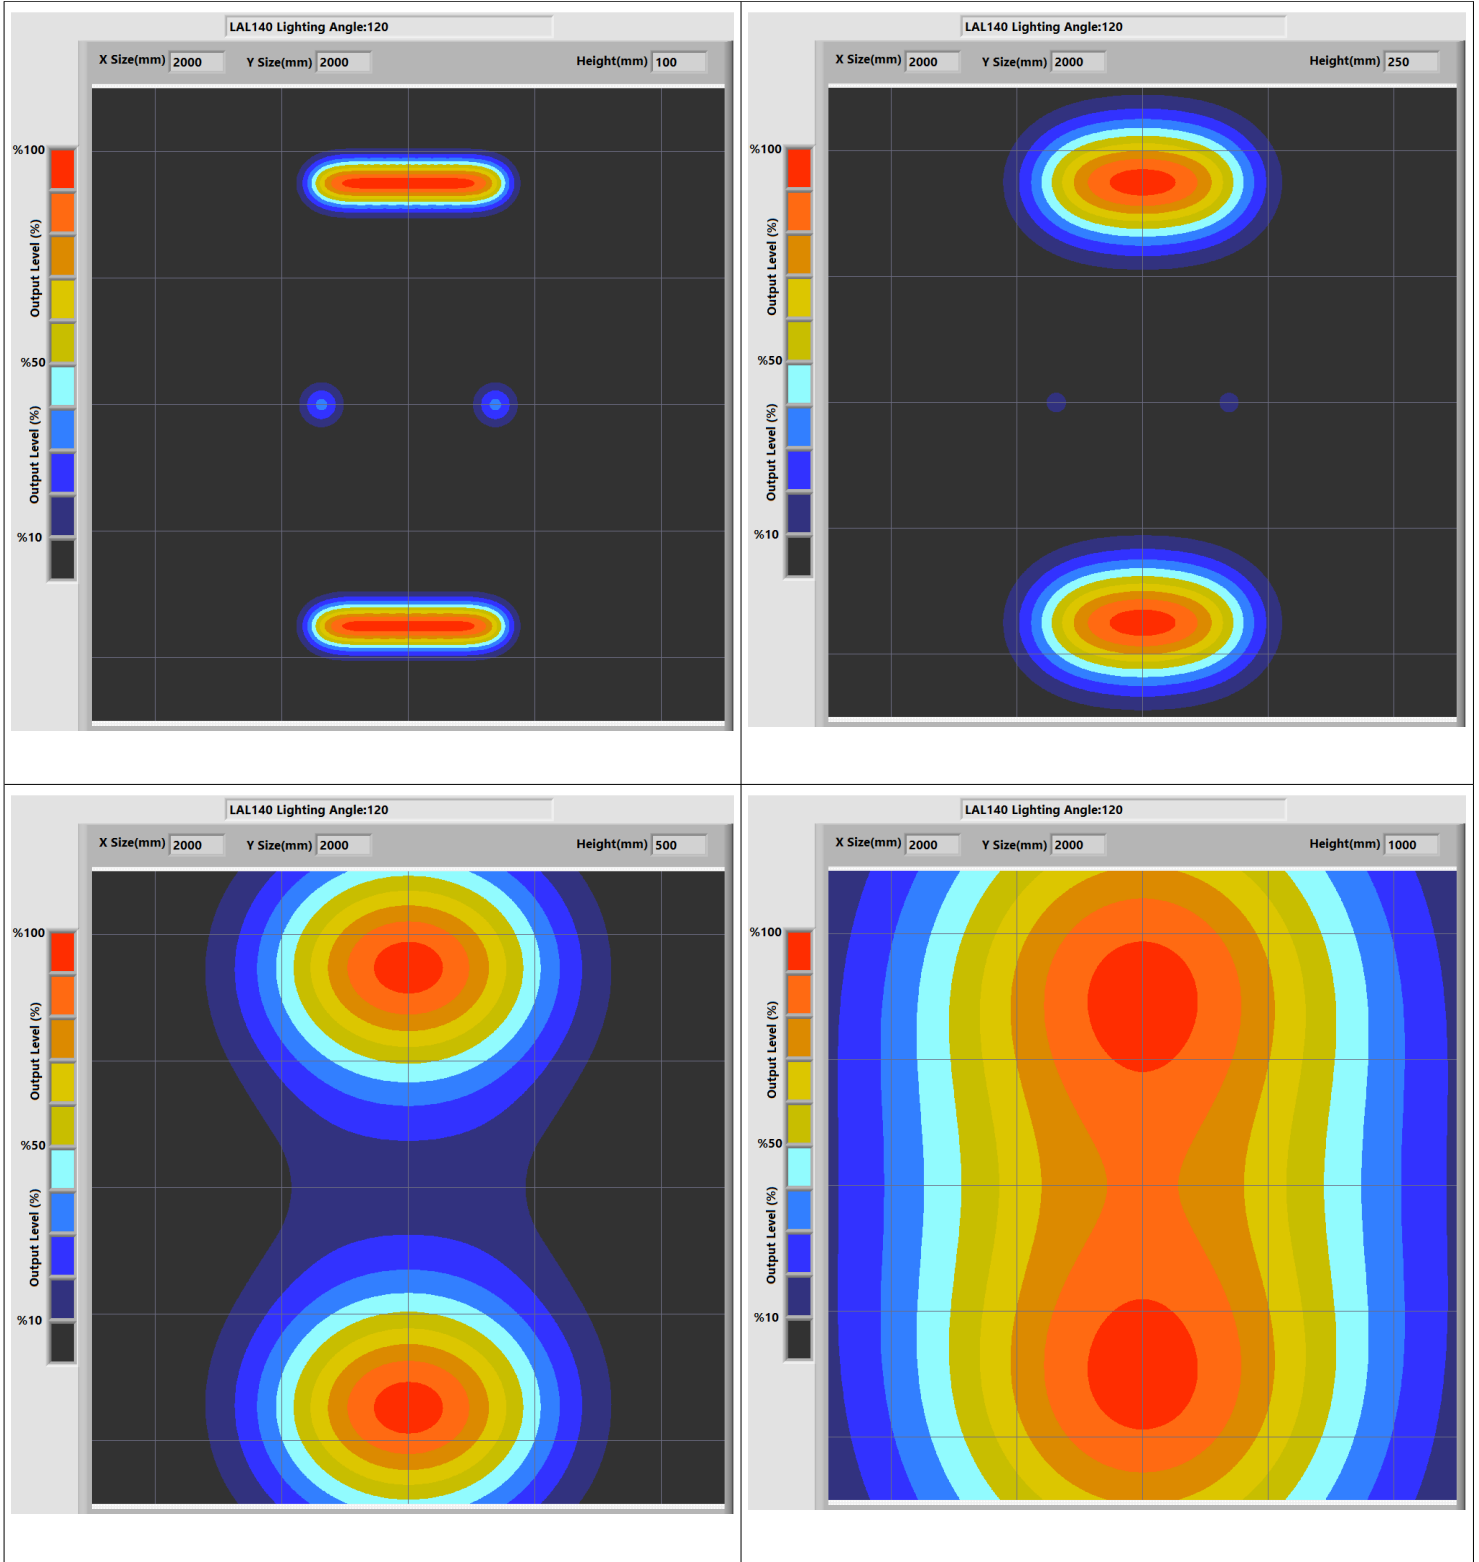 LAL140 Lighting Angle:120
X Size(mm) 2000 Y Size(mm) 2000 Height(mm) 100
%100
Output Level (%)
%50
Output Level (%)
%10
LAL140 Lighting Angle:120
X Size(mm) 2000 Y Size(mm) 2000 Height(mm) 250
%100
Output Level (%)
%50
Output Level (%)
%10
LAL140 Lighting Angle:120
X Size(mm) 2000 Y Size(mm) 2000 Height(mm) 500
%100
Output Level (%)
%50
Output Level (%)
%10
LAL140 Lighting Angle:120
X Size(mm) 2000 Y Size(mm) 2000 Height(mm) 1000
%100
Output Level (%)
%50
Output Level (%)
%10